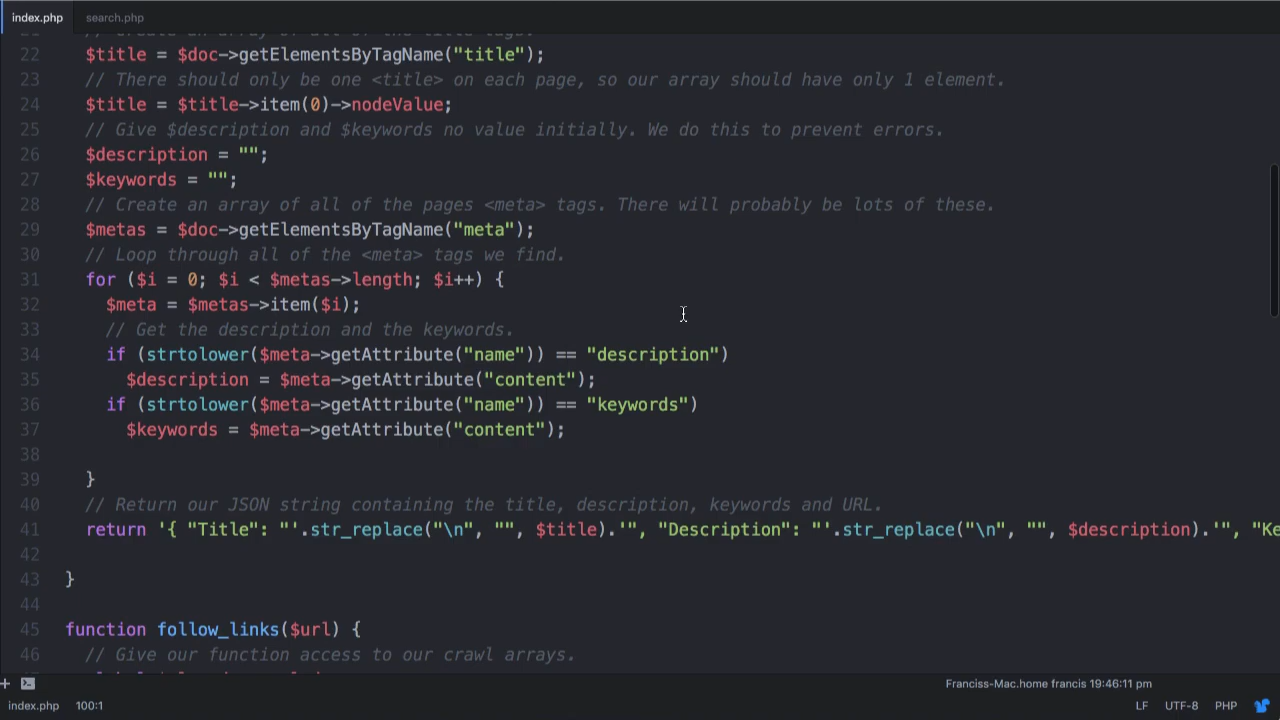 index.php
search.php
22 $title = $doc->getElementsByTagName("title");
23 // There should only be one <title> on each page, so our array should have only 1 element.
24 $title = $title->item(0)->nodeValue;
25 // Give $description and $keywords no value initially. We do this to prevent errors.
26 $description = "";
27 $keywords = "";
28 // Create an array of all of the pages <meta> tags. There will probably be lots of these.
29 $metas = $doc->getElementsByTagName("meta");
30 // Loop through all of the <meta> tags we find.
31 for ($i = 0; $i < $metas->length; $i++) {
32 $meta = $metas->item($i);
33 // Get the description and the keywords.
34 if (strtolower($meta->getAttribute("name")) == "description")
35 $description = $meta->getAttribute("content");
36 if (strtolower($meta->getAttribute("name")) == "keywords")
37 $keywords = $meta->getAttribute("content");
38
39 }
40 // Return our JSON string containing the title, description, keywords and URL.
41 return '{ "Title": "'.str_replace("\n", "", $title).'", "Description": "'.str_replace("\n", "", $description).'", "Ke
42
43 }
44
45 function follow_links($url) {
46 // Give our function access to our crawl arrays.
Franciss-Mac.home francis 19:46:11 pm
index.php 100:1 LF UTF-8 PHP